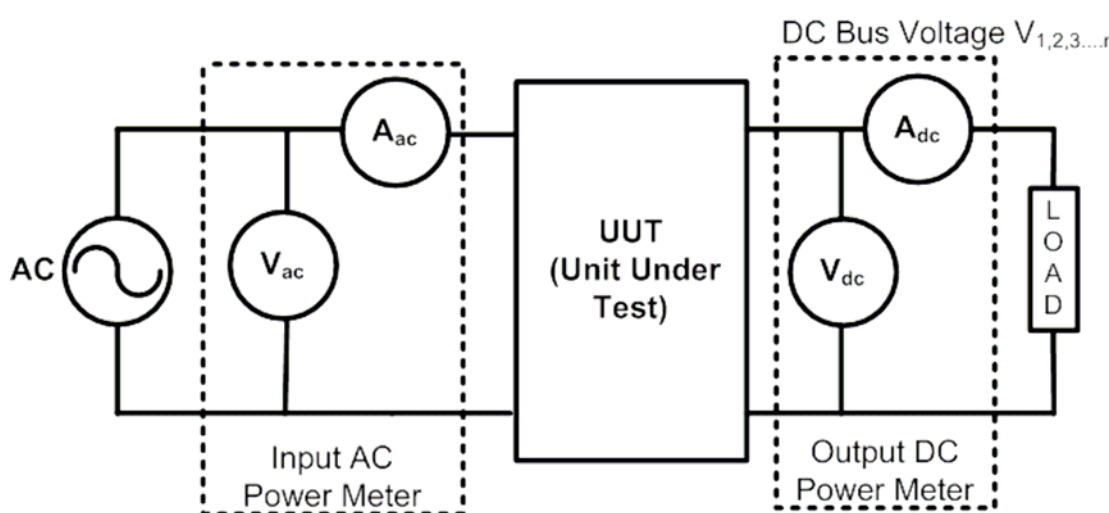 DC Bus Voltage V1,2,3....n
Aac
Adc
AC
Vac
UUT
(Unit Under
Test)
Vdc
LOAD
Input AC
Power Meter
Output DC
Power Meter